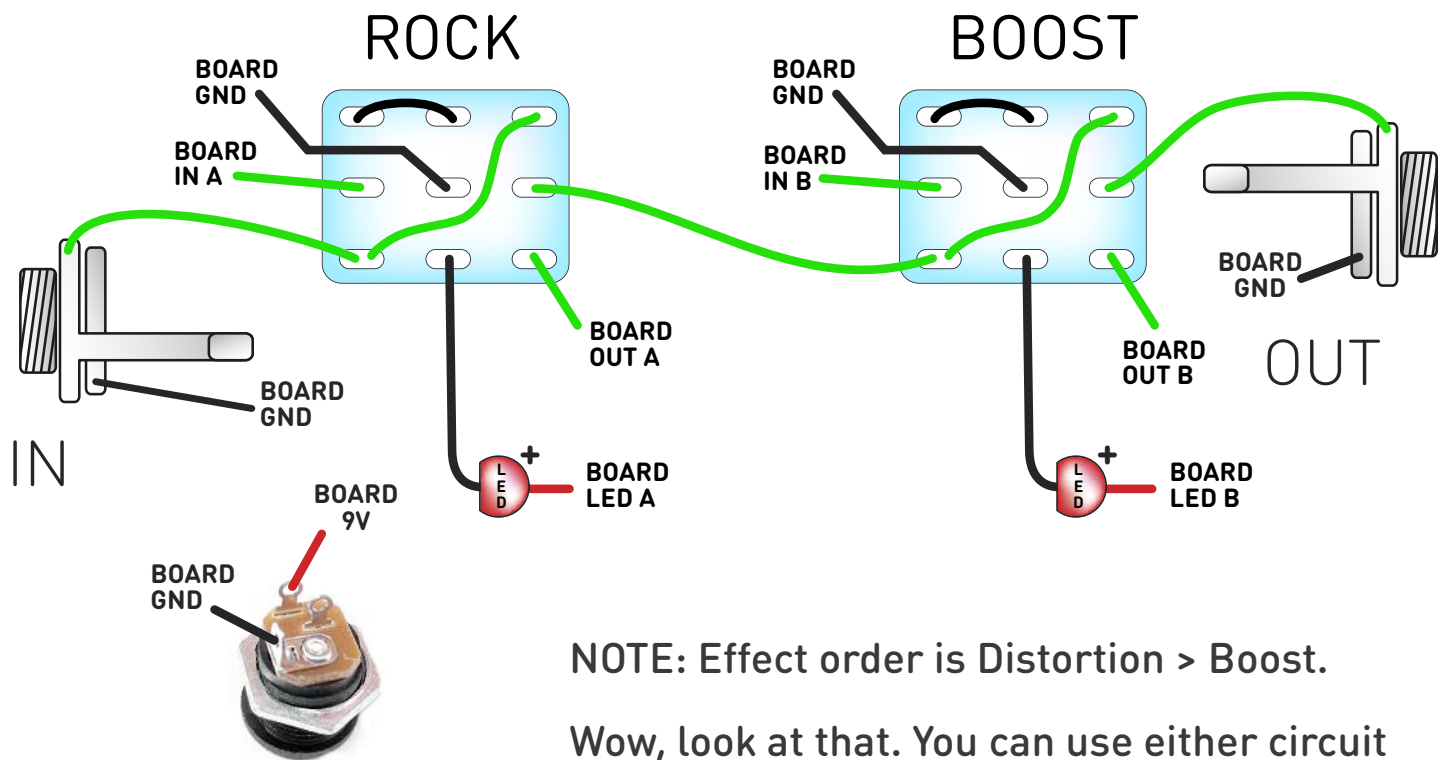 ROCK
BOOST
BOARD
GND
BOARD
IN A
BOARD
GND
BOARD
IN B
BOARD
OUT A
BOARD
GND
IN
BOARD
GND
BOARD
OUT B
OUT
+
LED
BOARD
LED A
+
LED
BOARD
LED B
BOARD
9V
BOARD
GND
NOTE: Effect order is Distortion > Boost.
Wow, look at that. You can use either circuit